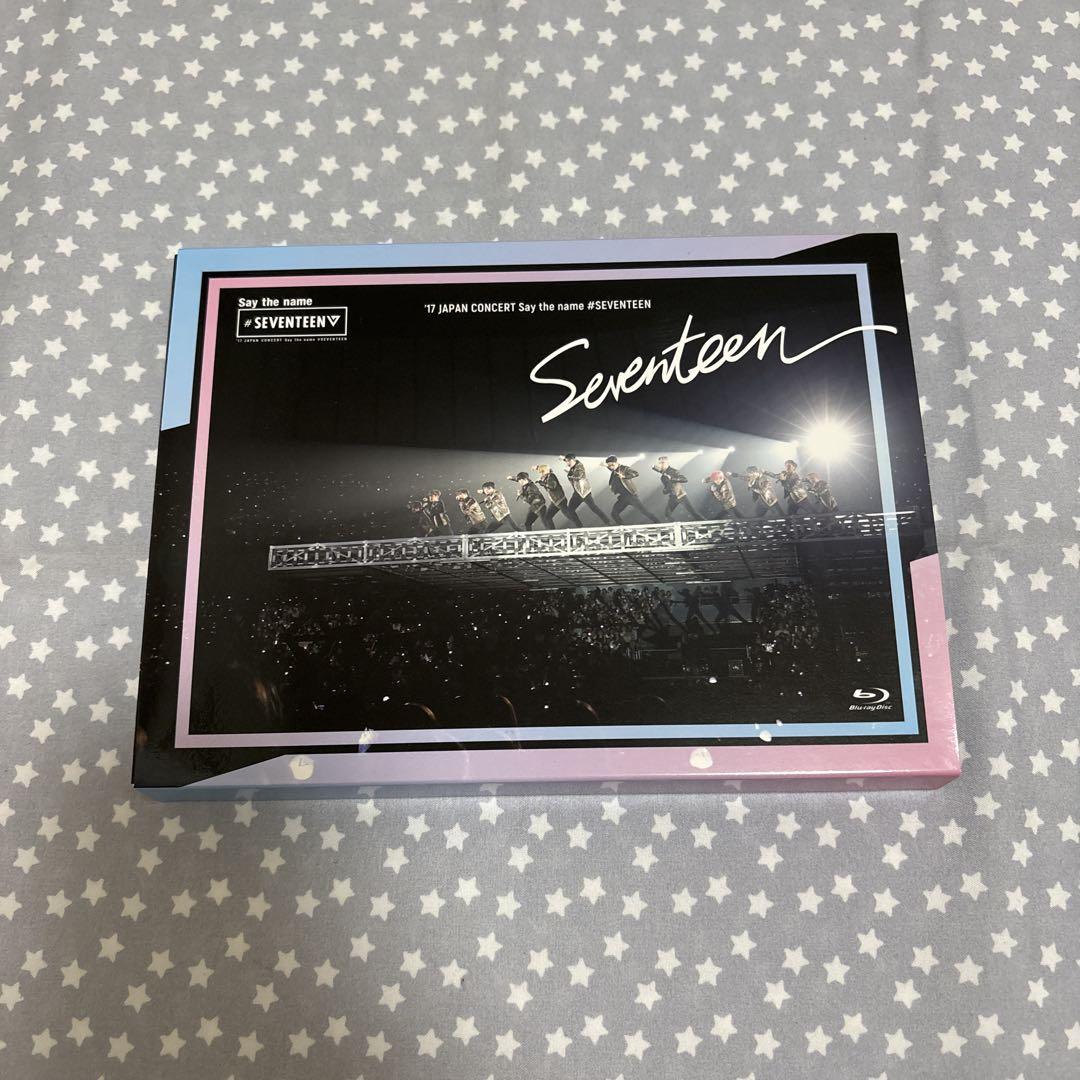 Say the name
#SEVENTEEN
'17 JAPAN CONCERT Say the name #SEVENTEEN
'17 JAPAN CONCERT Say the name #SEVENTEEN
Seventeen
Blu-ray Disc